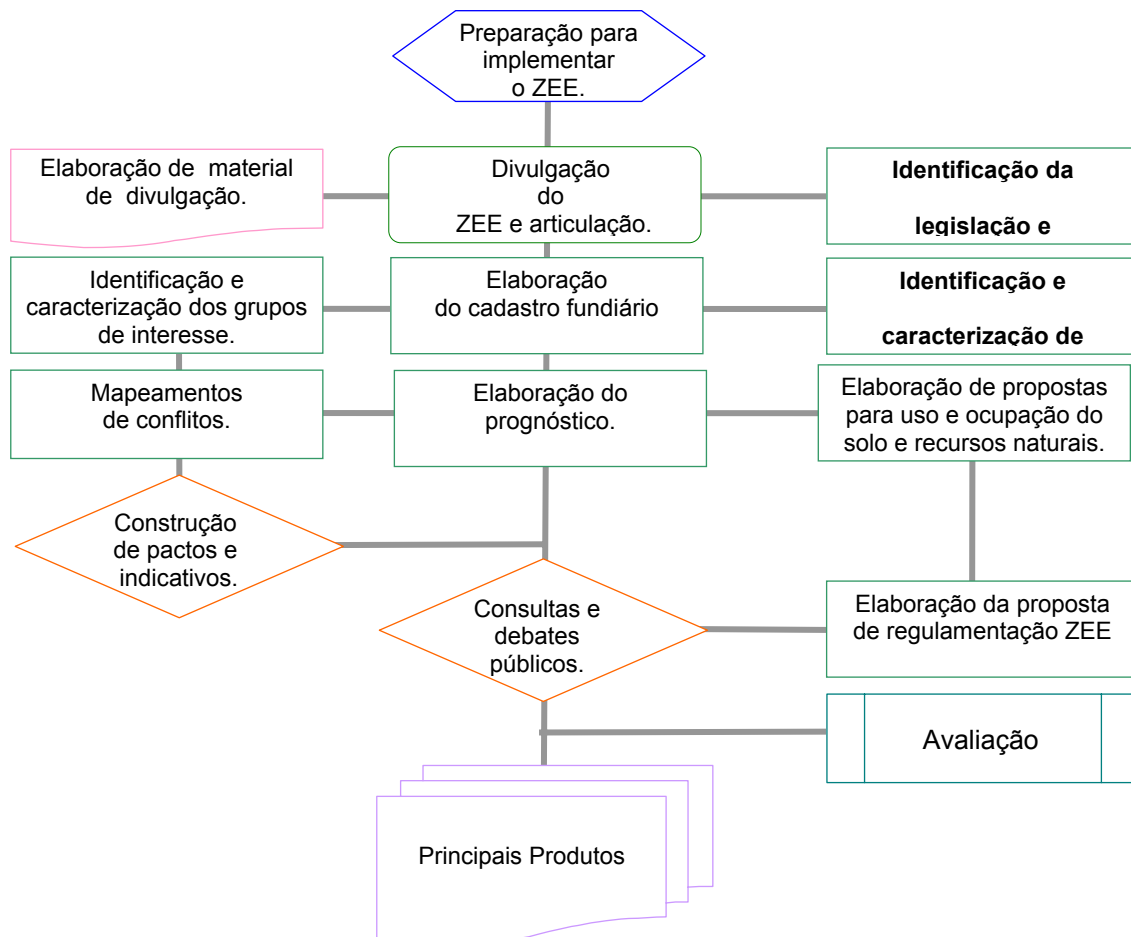 Preparação para
implementar
o ZEE.
Elaboração de material
de divulgação.
Divulgação
do
ZEE e articulação.
Identificação da
legislação e
Identificação e
caracterização dos grupos
de interesse.
Elaboração
do cadastro fundiário
Identificação e
caracterização de
Mapeamentos
de conflitos.
Elaboração do
prognóstico.
Elaboração de propostas
para uso e ocupação do
solo e recursos naturais.
Construção
de pactos e
indicativos.
Consultas e
debates
públicos.
Elaboração da proposta
de regulamentação ZEE
Avaliação
Principais Produtos